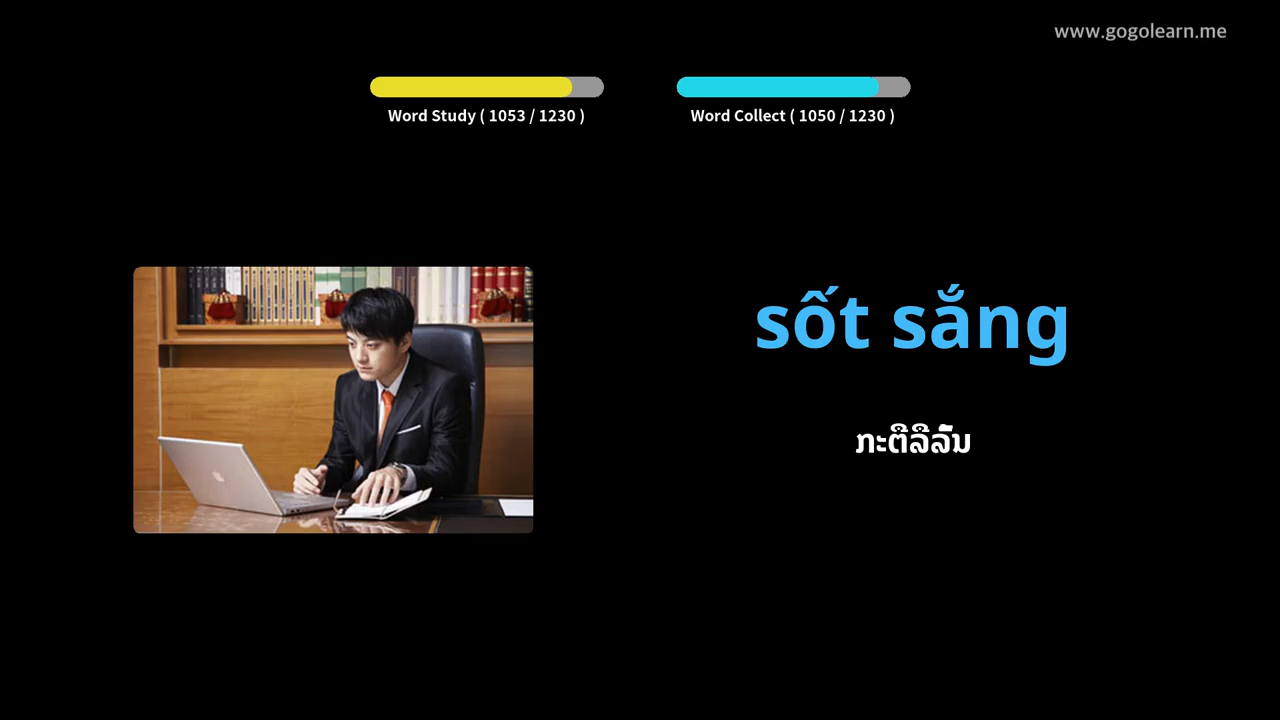 www.gogolearn.me
Word Study ( 1053 / 1230 )
Word Collect ( 1050 / 1230 )
sốt sắng
ກະຕືລືລົ້ນ